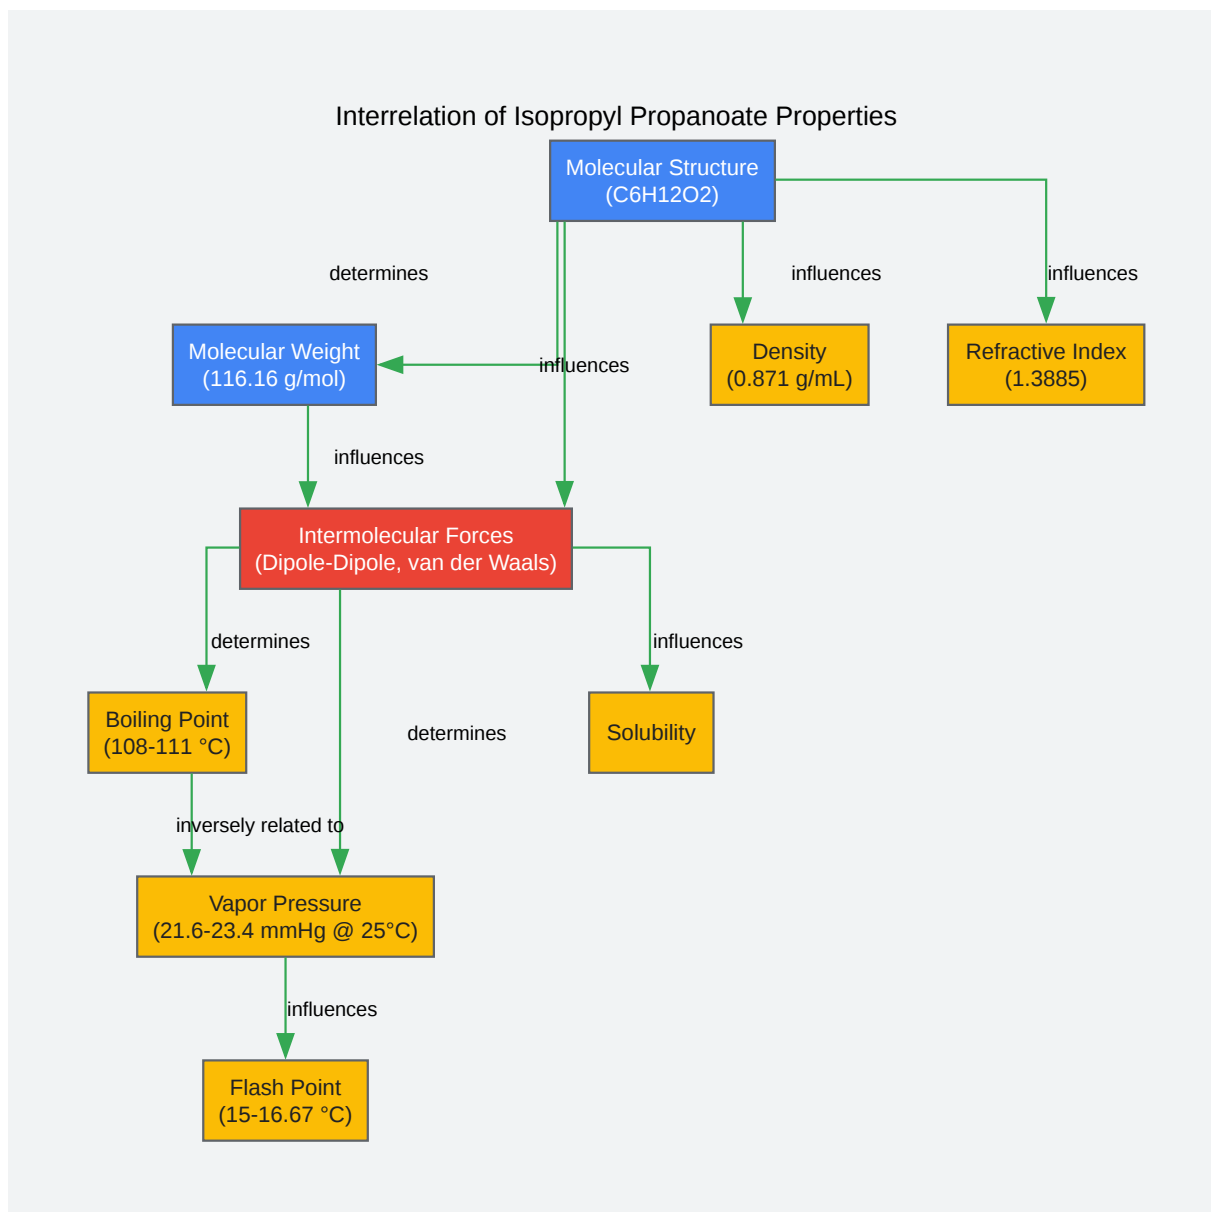 Interrelation of Isopropyl Propanoate Properties
Molecular Structure
(C6H12O2)
determines
influences
influences
Molecular Weight
(116.16 g/mol)
influences
Density
(0.871 g/mL)
Refractive Index
(1.3885)
influences
Intermolecular Forces
(Dipole-Dipole, van der Waals)
determines
influences
Boiling Point
(108-111 °C)
determines
Solubility
inversely related to
Vapor Pressure
(21.6-23.4 mmHg @ 25°C)
influences
Flash Point
(15-16.67 °C)